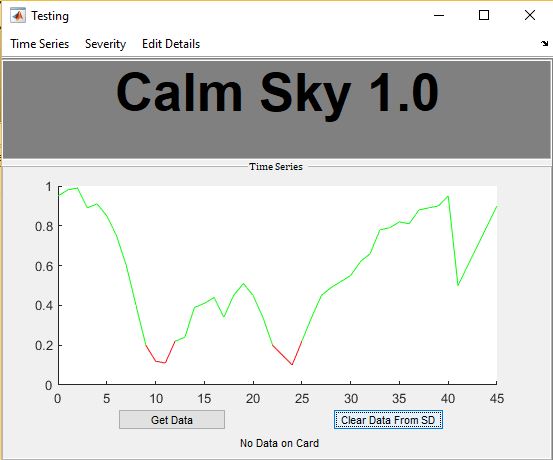 Testing
Time Series Severity Edit Details
Calm Sky 1.0
Time Series
1
0.8
0.6
0.4
0.2
0
0 5 10 15 20 25 30 35 40 45
Get Data Clear Data From SD
No Data on Card